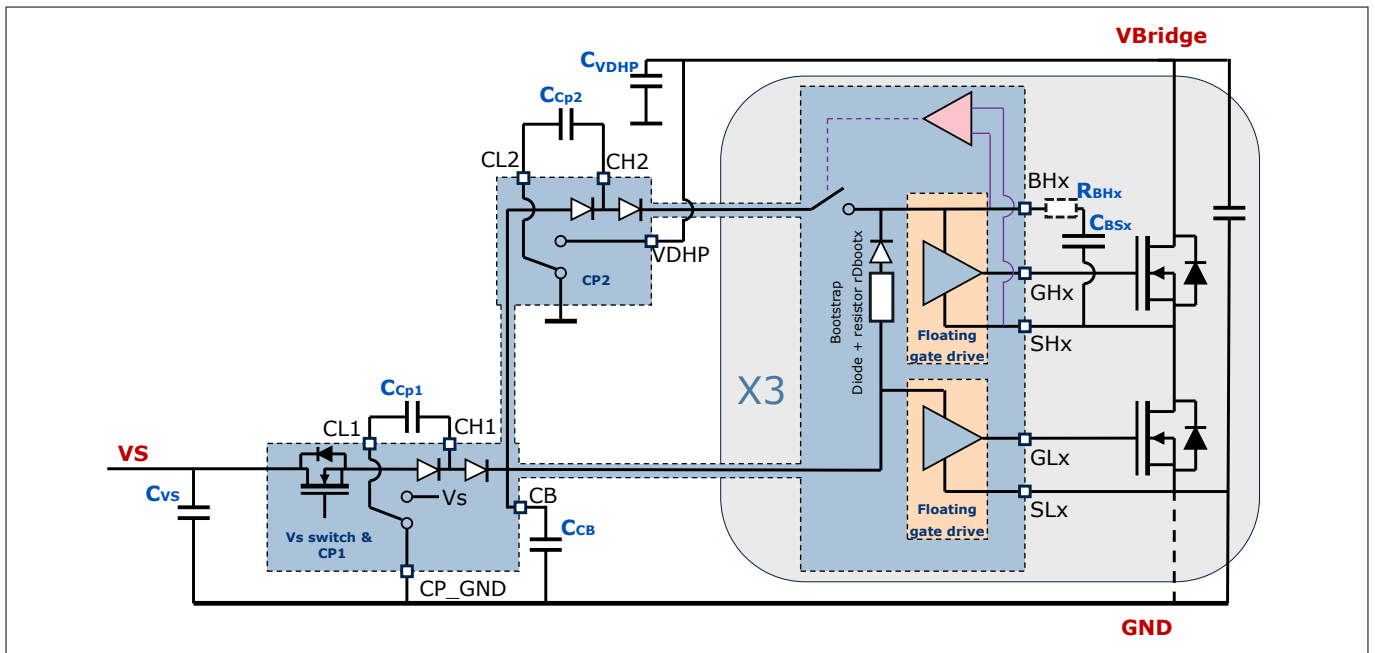 VBridge
CVDHP
CCp2
CL2
CH2
BHx
RBHx
CBSx
VDHP
CP2
GHx
Bootstrap
Diode + resistor rDbootx
Floating
gate drive
SHx
X3
CCp1
CL1
CH1
VS
GLx
Vs
CB
CVS
SLx
CCB
Floating
gate drive
Vs switch &
CP1
CP_GND
GND